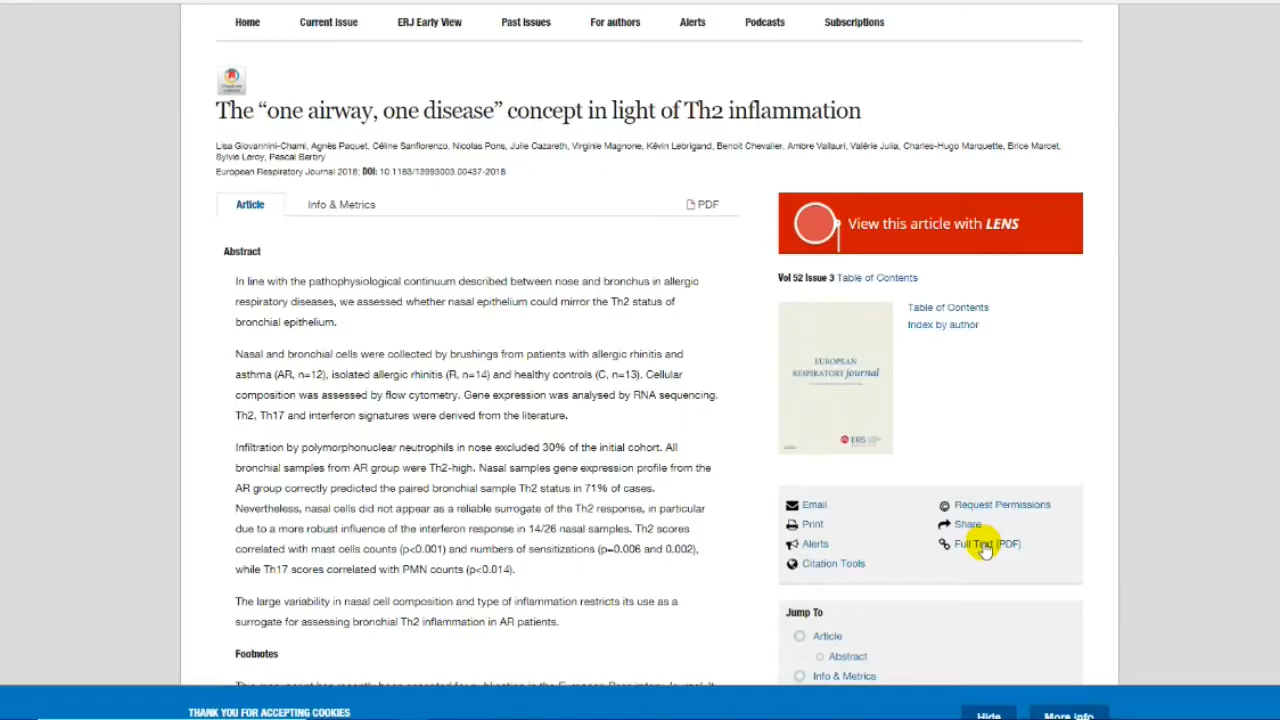 Home Current issue ERJ Early View Past issues For authors Alerts Podcasts Subscriptions
The “one airway, one disease” concept in light of Th2 inflammation
Lisa Giovannini-Chami, Agnès Paquet, Céline Sanfiorenzo, Nicolas Pons, Julie Cazareth, Virginie Magnone, Kévin Lebrigand, Benoit Chevalier, Ambre Vallauri, Valérie Julia, Charles-Hugo Marquette, Brice Marcet,
Sylvie Leroy, Pascal Barbry
European Respiratory Journal 2018; DOI: 10.1183/13993003.00437-2018
Article Info & Metrics PDF
View this article with LENS
Abstract
In line with the pathophysiological continuum described between nose and bronchus in allergic
respiratory diseases, we assessed whether nasal epithelium could mirror the Th2 status of
bronchial epithelium.
Nasal and bronchial cells were collected by brushings from patients with allergic rhinitis and
asthma (AR, n=12), isolated allergic rhinitis (R, n=14) and healthy controls (C, n=13). Cellular
composition was assessed by flow cytometry. Gene expression was analysed by RNA sequencing.
Th2, Th17 and interferon signatures were derived from the literature.
Infiltration by polymorphonuclear neutrophils in nose excluded 30% of the initial cohort. All
bronchial samples from AR group were Th2-high. Nasal samples gene expression profile from the
AR group correctly predicted the paired bronchial sample Th2 status in 71% of cases.
Nevertheless, nasal cells did not appear as a reliable surrogate of the Th2 response, in particular
due to a more robust influence of the interferon response in 14/26 nasal samples. Th2 scores
correlated with mast cells counts (p<0.001) and numbers of sensitizations (p=0.006 and 0.002),
while Th17 scores correlated with PMN counts (p<0.014).
The large variability in nasal cell composition and type of inflammation restricts its use as a
surrogate for assessing bronchial Th2 inflammation in AR patients.
Footnotes
This manuscript has recently been accepted for publication in the European Respiratory Journal. It
Vol 52 Issue 3 Table of Contents
Table of Contents
Index by author
EUROPEAN
RESPIRATORY journal
ERS
Email
Print
Alerts
Citation Tools
Request Permissions
Share
Full Text (PDF)
Jump To
Article
Abstract
Info & Metrics
THANK YOU FOR ACCEPTING COOKIES
Hide More info